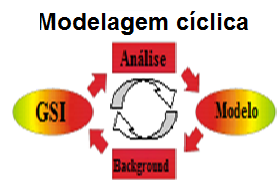 Modelagem cíclica
Análise
GSI
Modelo
Background